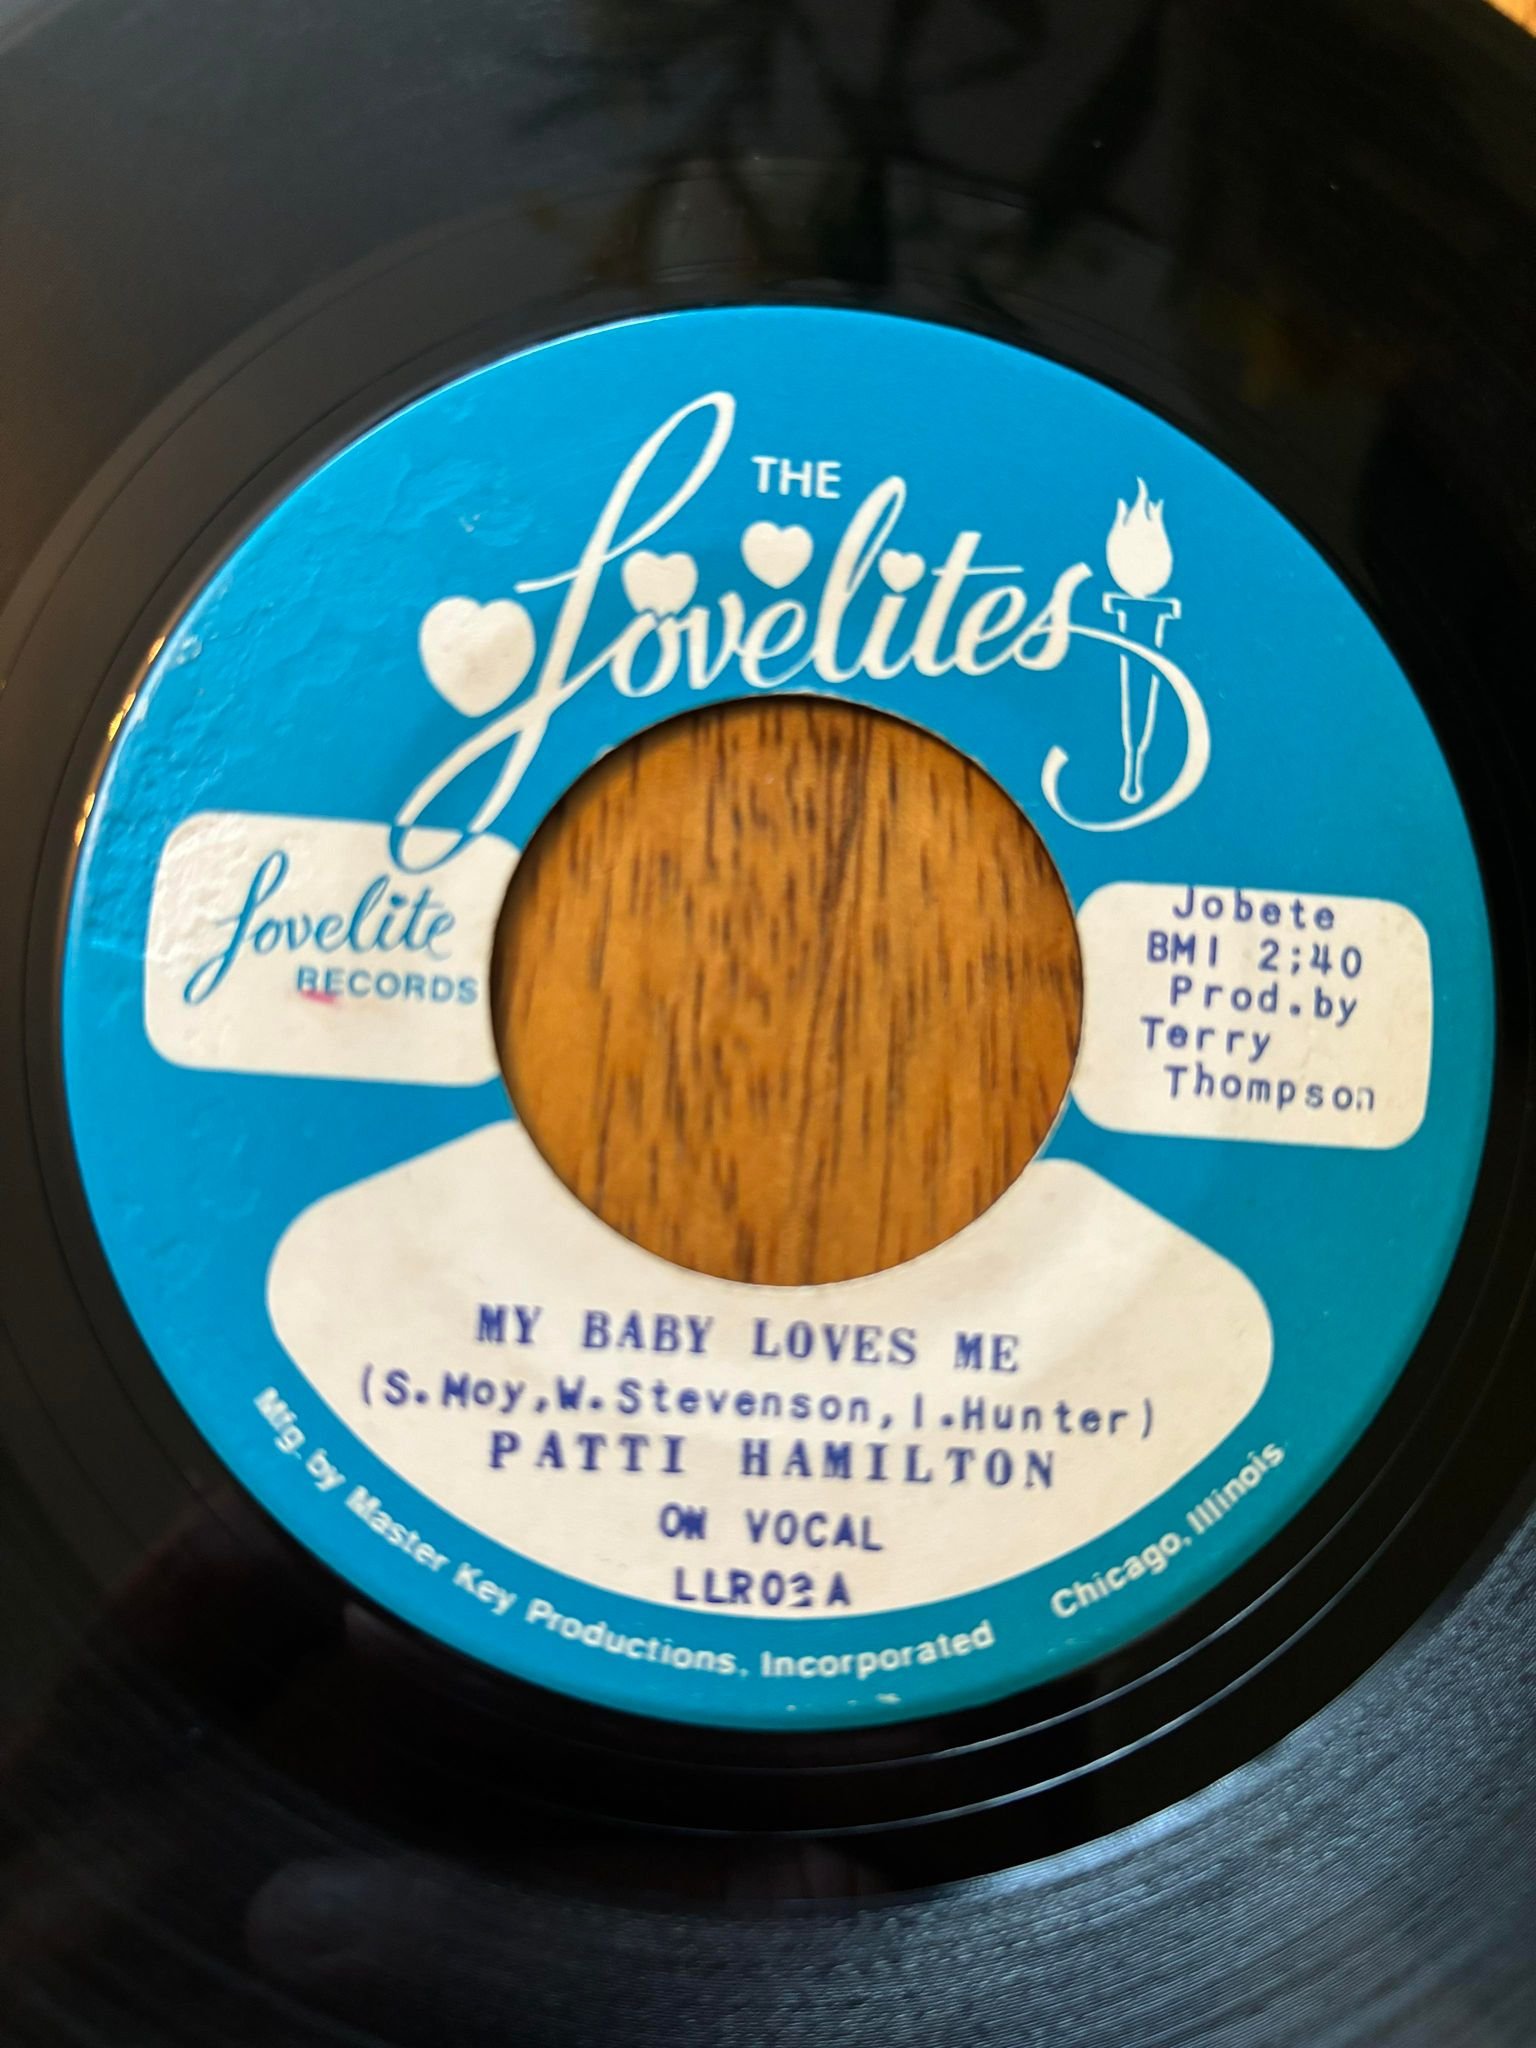 THE
Lovelites
Lovelite
RECORDS
Jobete
BMI 2;40
Prod.by
Terry
Thompson
MY BABY LOVES ME
(S.Moy,W.Stevenson,I.Hunter)
PATTI HAMILTON
ON VOCAL
Mfg. by Master Key Productions, Incorporated Chicago, Illinois